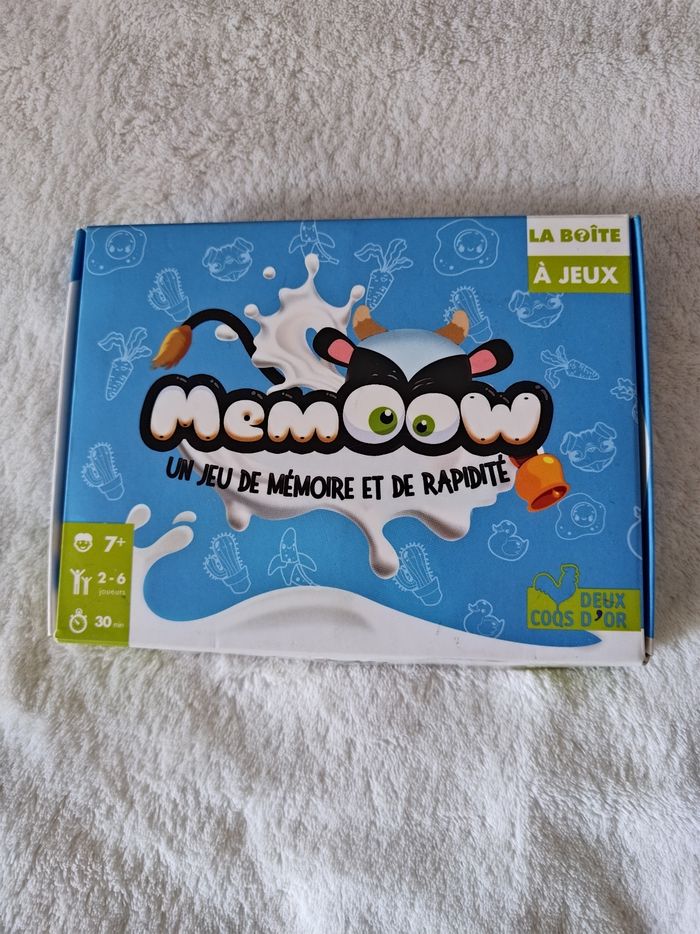 LA BOÎTE
À JEUX
MemOOW
UN JEU DE MÉMOIRE ET DE RAPIDITÉ
7+
2-6
joueurs
30 min
DEUX
COQS D'OR